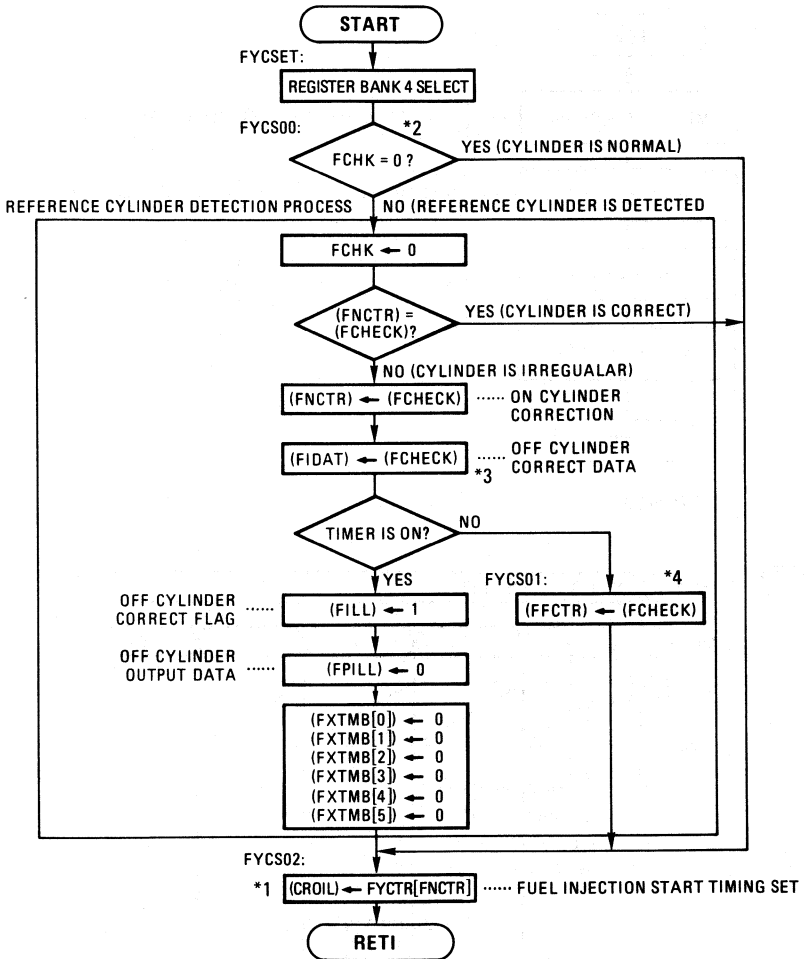 START
FYCSET:
REGISTER BANK 4 SELECT
FYCS00:
*2
FCHK = 0 ?
YES (CYLINDER IS NORMAL)
REFERENCE CYLINDER DETECTION PROCESS
NO (REFERENCE CYLINDER IS DETECTED
FCHK ← 0
(FNCTR) =
(FCHECK)?
YES (CYLINDER IS CORRECT)
NO (CYLINDER IS IRREGUALAR)
(FNCTR) ← (FCHECK)
...... ON CYLINDER
CORRECTION
(FIDAT) ← (FCHECK)
*3
...... OFF CYLINDER
CORRECT DATA
TIMER IS ON?
NO
YES
FYCS01:
*4
OFF CYLINDER ......
CORRECT FLAG
(FILL) ← 1
(FFCTR) ← (FCHECK)
OFF CYLINDER ......
OUTPUT DATA
(FPILL) ← 0
(FXTMB[0]) ← 0
(FXTMB[1]) ← 0
(FXTMB[2]) ← 0
(FXTMB[3]) ← 0
(FXTMB[4]) ← 0
(FXTMB[5]) ← 0
FYCS02:
*1 (CROIL) ← FYCTR[FNCTR] ...... FUEL INJECTION START TIMING SET
RETI